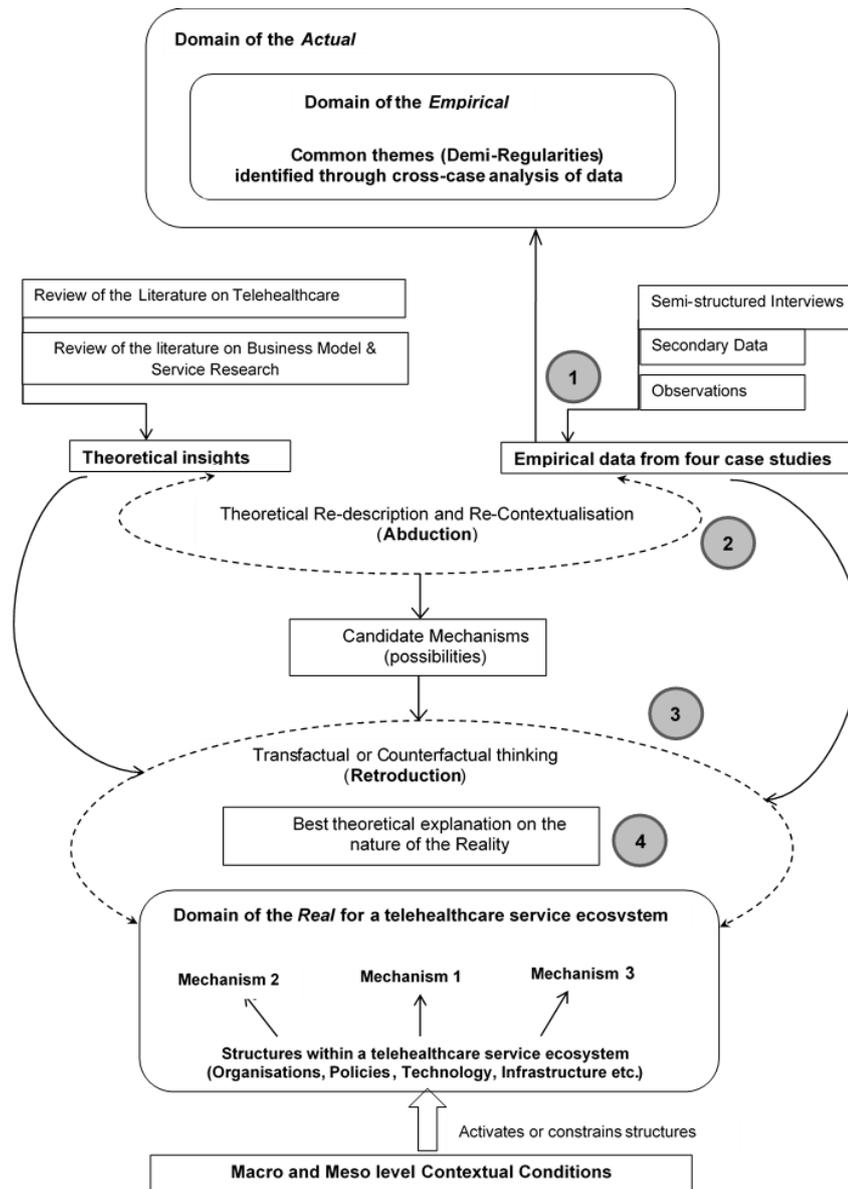 Domain of the Actual
Domain of the Empirical
Common themes (Demi-Regularities)
identified through cross-case analysis of data
Review of the Literature on Telehealthcare
Review of the literature on Business Model &
Service Research
Semi-structured Interviews
Secondary Data
Observations
1
Theoretical insights
Empirical data from four case studies
Theoretical Re-description and Re-Contextualisation
(Abduction)
2
Candidate Mechanisms
(possibilities)
3
Transfactual or Counterfactual thinking
(Retroduction)
Best theoretical explanation on the
nature of the Reality
4
Domain of the Real for a telehealthcare service ecosystem
Mechanism 2
Mechanism 1
Mechanism 3
Structures within a telehealthcare service ecosystem
(Organisations, Policies, Technology, Infrastructure etc.)
Activates or constrains structures
Macro and Meso level Contextual Conditions